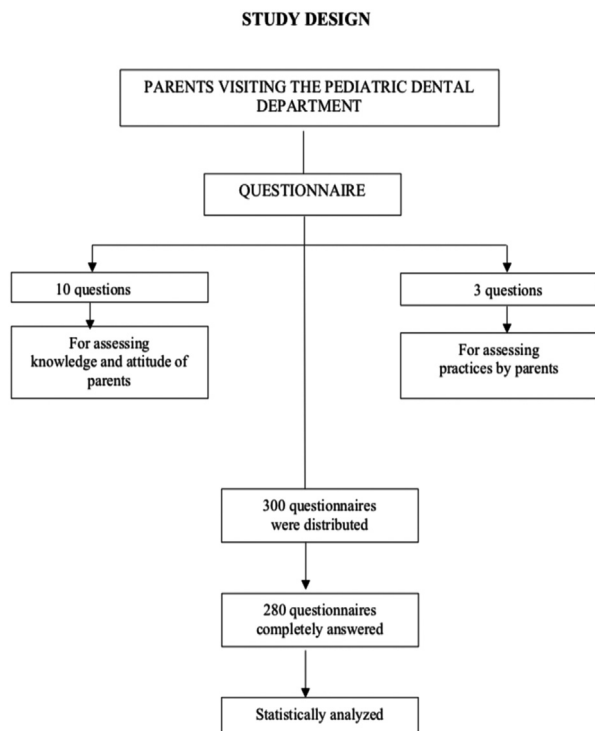 STUDY DESIGN
PARENTS VISITING THE PEDIATRIC DENTAL
DEPARTMENT
QUESTIONNAIRE
10 questions
For assessing
knowledge and attitude of
parents
3 questions
For assessing
practices by parents
300 questionnaires
were distributed
280 questionnaires
completely answered
Statistically analyzed